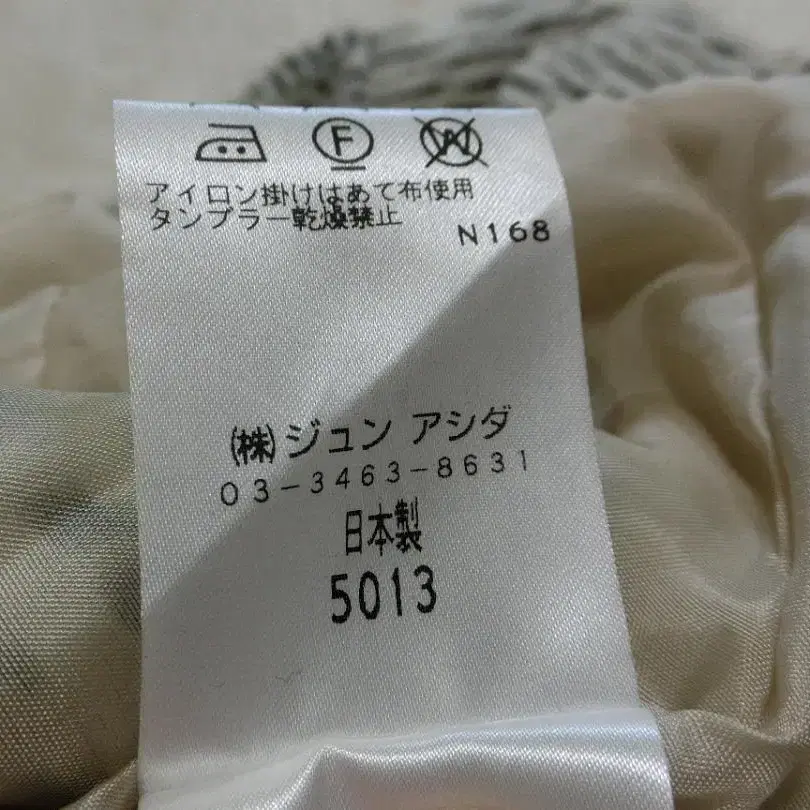 F W
アイロン掛けはあて布使用
タンブラー乾燥禁止
N168
(株)ジュン アシダ
03-3463-8631
日本製
5013